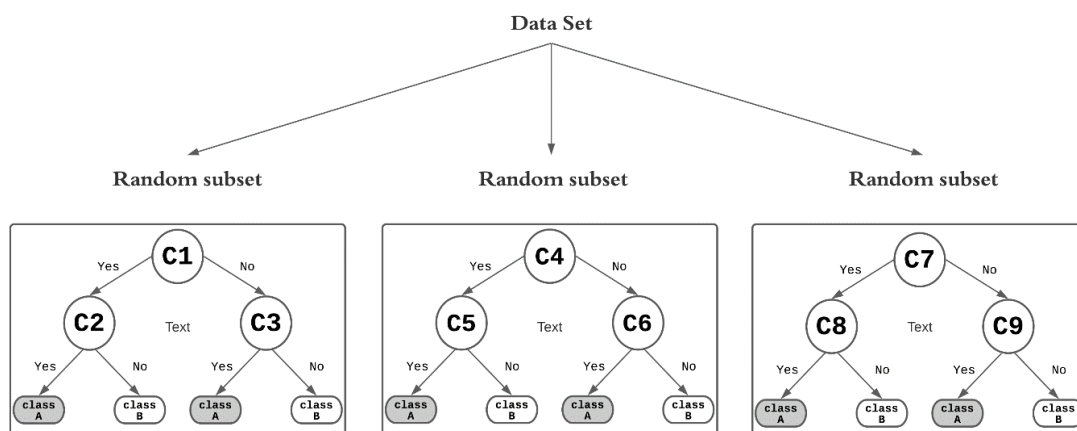 Data Set
Random subset Random subset Random subset
C1 C4 C7
Yes No Yes No Yes No
C2 Text C3 C5 Text C6 C8 Text C9
Yes No Yes No Yes No Yes No Yes No Yes No
class class class class class class class class class class class class
A B A B A B A B A B A B